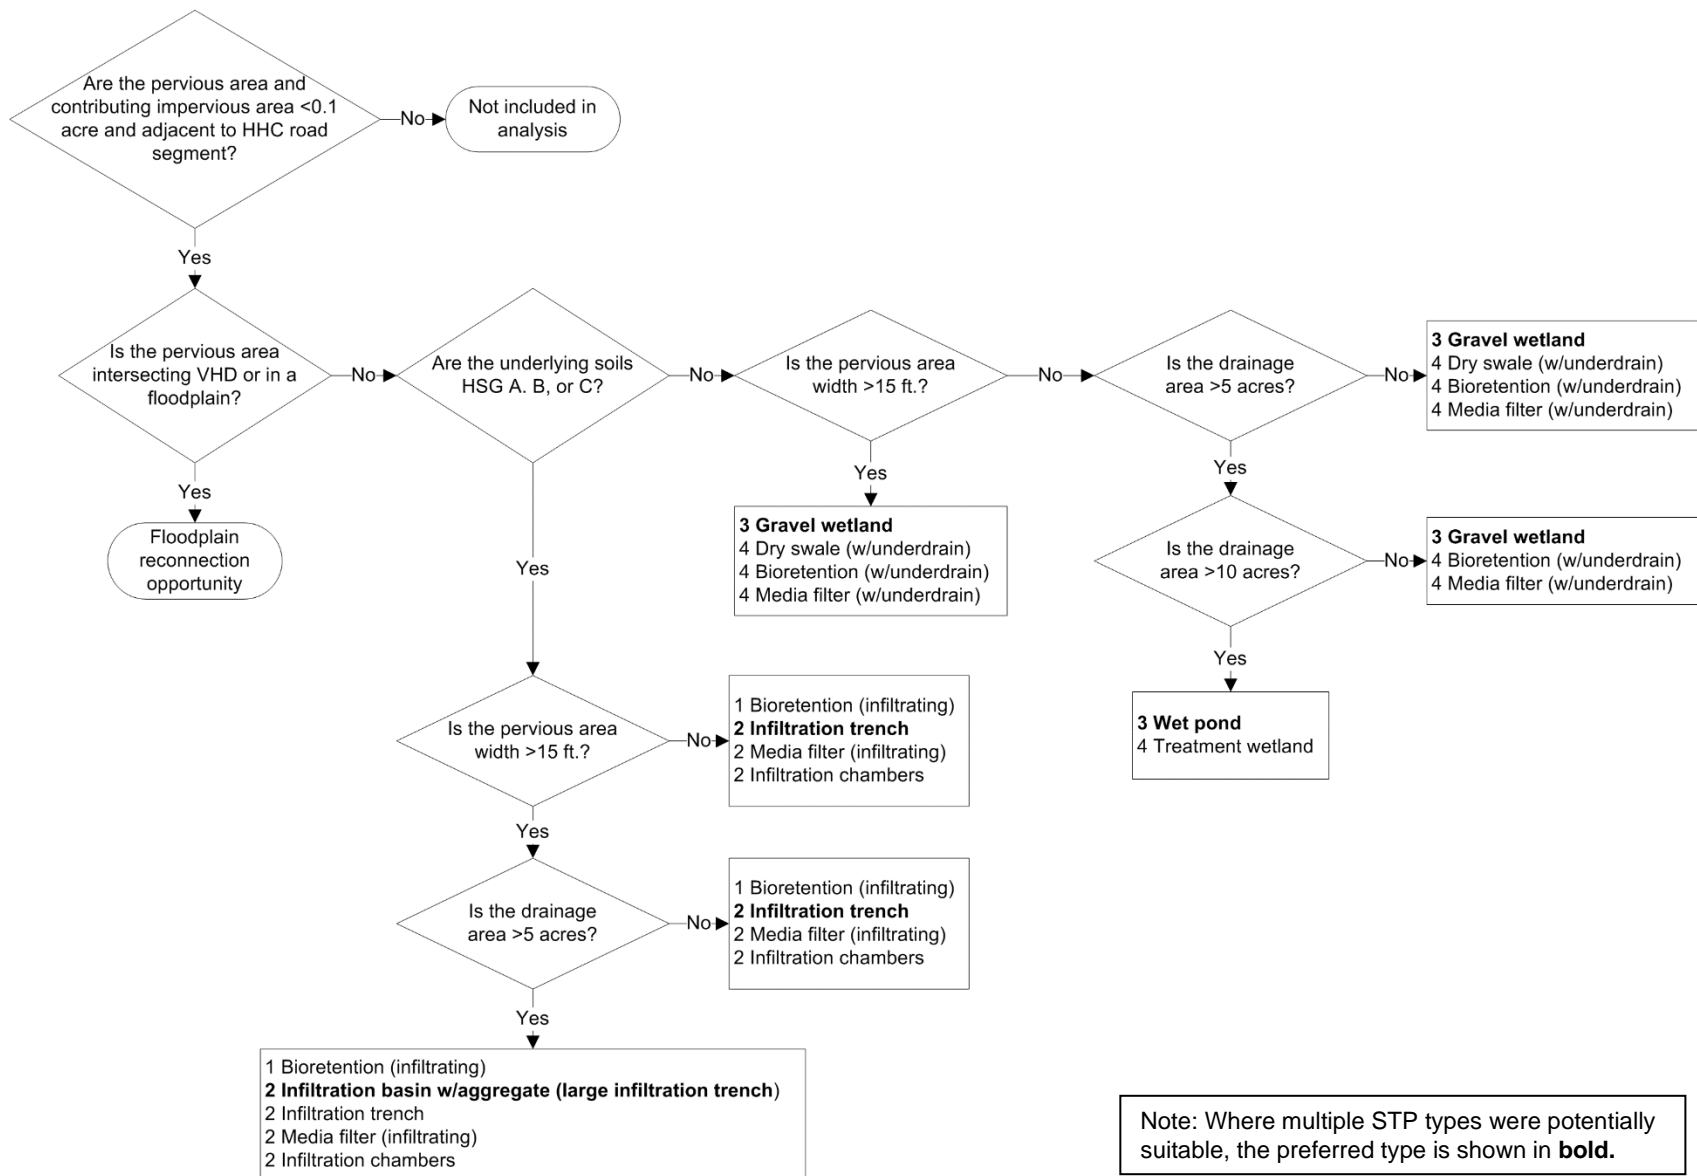 Are the pervious area and
contributing impervious area <0.1
acre and adjacent to HHC road
segment?
No
Not included in
analysis
Yes
Is the pervious area
intersecting VHD or in a
floodplain?
No
Are the underlying soils
HSG A. B, or C?
No
Is the pervious area
width >15 ft.?
No
Is the drainage
area >5 acres?
No
3 Gravel wetland
4 Dry swale (w/underdrain)
4 Bioretention (w/underdrain)
4 Media filter (w/underdrain)
Yes
Floodplain
reconnection
opportunity
Yes
Yes
3 Gravel wetland
4 Dry swale (w/underdrain)
4 Bioretention (w/underdrain)
4 Media filter (w/underdrain)
Yes
Is the drainage
area >10 acres?
No
3 Gravel wetland
4 Bioretention (w/underdrain)
4 Media filter (w/underdrain)
Yes
3 Wet pond
4 Treatment wetland
Is the pervious area
width >15 ft.?
No
1 Bioretention (infiltrating)
2 Infiltration trench
2 Media filter (infiltrating)
2 Infiltration chambers
Yes
Is the drainage
area >5 acres?
No
1 Bioretention (infiltrating)
2 Infiltration trench
2 Media filter (infiltrating)
2 Infiltration chambers
Yes
1 Bioretention (infiltrating)
2 Infiltration basin w/aggregate (large infiltration trench)
2 Infiltration trench
2 Media filter (infiltrating)
2 Infiltration chambers
Note: Where multiple STP types were potentially
suitable, the preferred type is shown in bold.